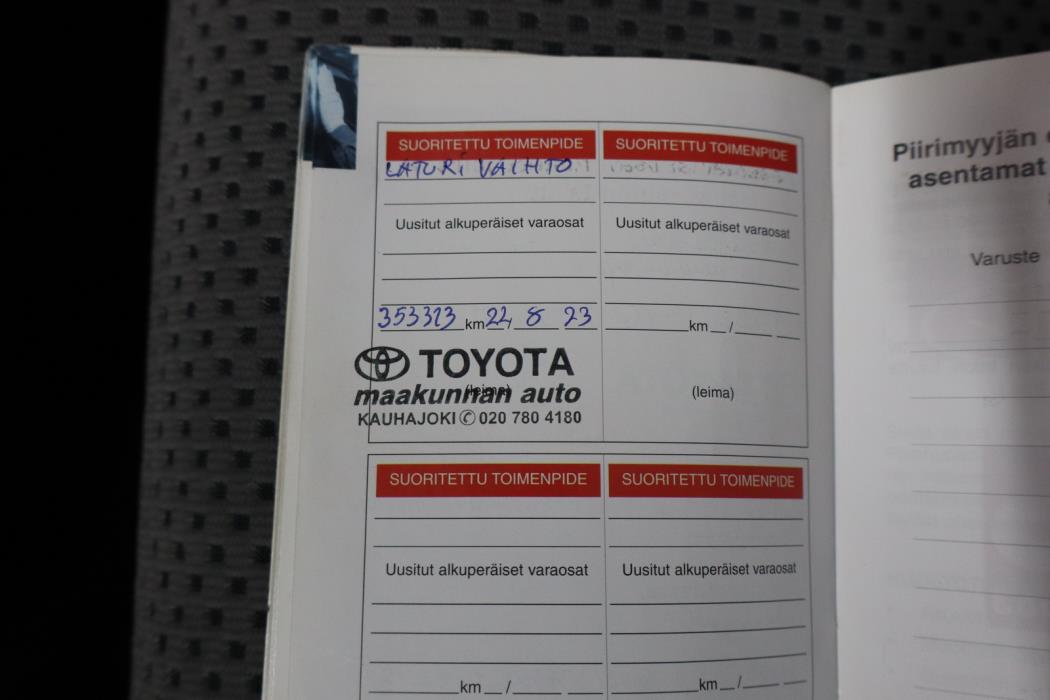 SUORITETTU TOIMENPIDE
LATURI VAIHTO
Uusitut alkuperäiset varaosat
353323 km 22/ 8 23
TOYOTA
(leima)
maakunnan auto
KAUHAJOKI ✆ 020 780 4180
SUORITETTU TOIMENPIDE
Uusitut alkuperäiset varaosat
km /
(leima)
SUORITETTU TOIMENPIDE
Uusitut alkuperäiset varaosat
km /
SUORITETTU TOIMENPIDE
Uusitut alkuperäiset varaosat
km /
Piirimyyjän
asentamat
Varuste